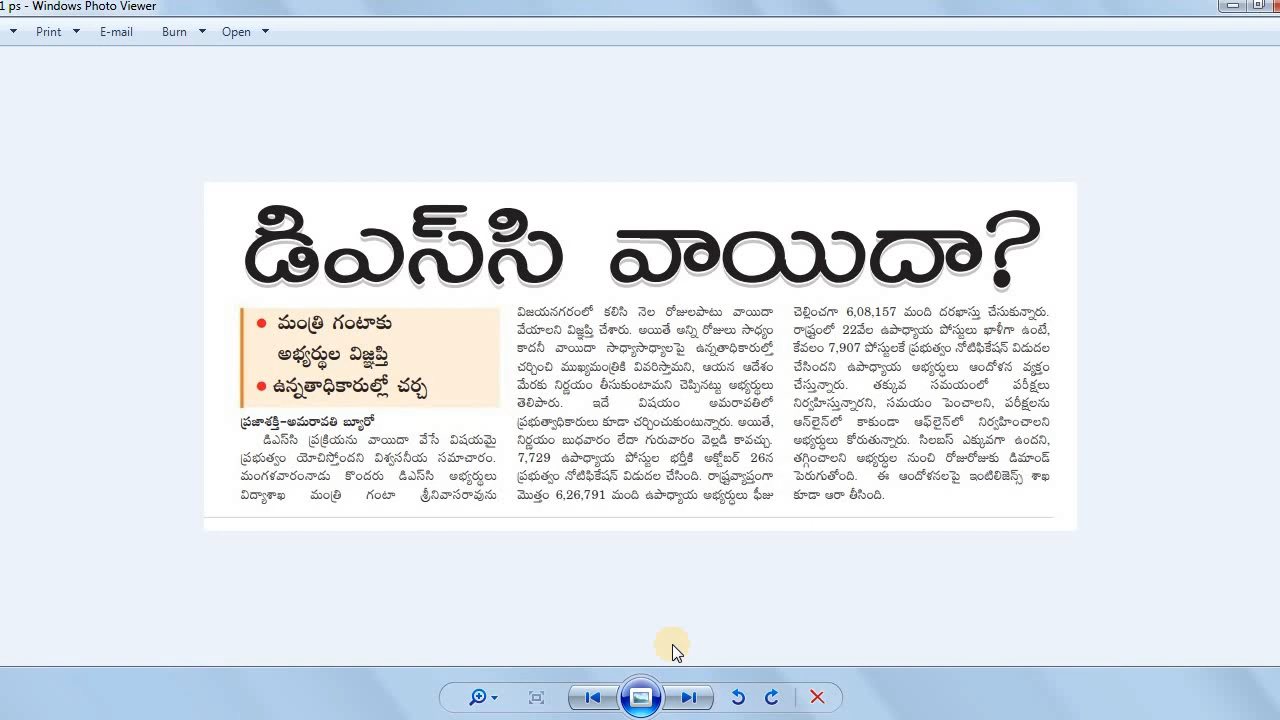 1 ps - Windows Photo Viewer
Print
E-mail
Burn
Open
డిఎస్‌సి వాయిదా?
• మంత్రి గంటాకు
అభ్యర్థుల విజ్ఞప్తి
• ఉన్నతాధికారుల్లో చర్చ
ప్రజాశక్తి-అమరావతి బ్యూరో
డిఎస్‌సి ప్రక్రియను వాయిదా వేసే విషయమై
ప్రభుత్వం యోచిస్తోందని విశ్వసనీయ సమాచారం.
మంగళవారంనాడు కొందరు డిఎస్‌సి అభ్యర్థులు
విద్యాశాఖ మంత్రి గంటా శ్రీనివాసరావును
విజయనగరంలో కలిసి నెల రోజులపాటు వాయిదా
వేయాలని విజ్ఞప్తి చేశారు. అయితే అన్ని రోజులు సాధ్యం
కాదనీ వాయిదా సాధ్యాసాధ్యాలపై ఉన్నతాధికారుల్తో
చర్చించి ముఖ్యమంత్రికి వివరిస్తామని, ఆయన ఆదేశం
మేరకు నిర్ణయం తీసుకుంటామని చెప్పినట్టు అభ్యర్థులు
తెలిపారు. ఇదే విషయం అమరావతిలో
ప్రభుత్వాధికారులు కూడా చర్చించుకుంటున్నారు. అయితే,
నిర్ణయం బుధవారం లేదా గురువారం వెల్లడి కావచ్చు.
7,729 ఉపాధ్యాయ పోస్టుల భర్తీకి అక్టోబర్ 26న
ప్రభుత్వం నోటిఫికేషన్ విడుదల చేసింది. రాష్ట్రవ్యాప్తంగా
మొత్తం 6,26,791 మంది ఉపాధ్యాయ అభ్యర్థులు ఫీజు
చెల్లించగా 6,08,157 మంది దరఖాస్తు చేసుకున్నారు.
రాష్ట్రంలో 22వేల ఉపాధ్యాయ పోస్టులు ఖాళీగా ఉంటే,
కేవలం 7,907 పోస్టులకే ప్రభుత్వం నోటిఫికేషన్ విడుదల
చేసిందని ఉపాధ్యాయ అభ్యర్థులు ఆందోళన వ్యక్తం
చేస్తున్నారు. తక్కువ సమయంలో పరీక్షలు
నిర్వహిస్తున్నారని, సమయం పెంచాలని, పరీక్షలను
ఆన్‌లైన్‌లో కాకుండా ఆఫ్‌లైన్‌లో నిర్వహించాలని
అభ్యర్థులు కోరుతున్నారు. సిలబస్ ఎక్కువగా ఉందని,
తగ్గించాలని అభ్యర్థుల నుంచి రోజురోజుకు డిమాండ్
పెరుగుతోంది. ఈ ఆందోళనలపై ఇంటిలిజెన్స్ శాఖ
కూడా ఆరా తీసింది.